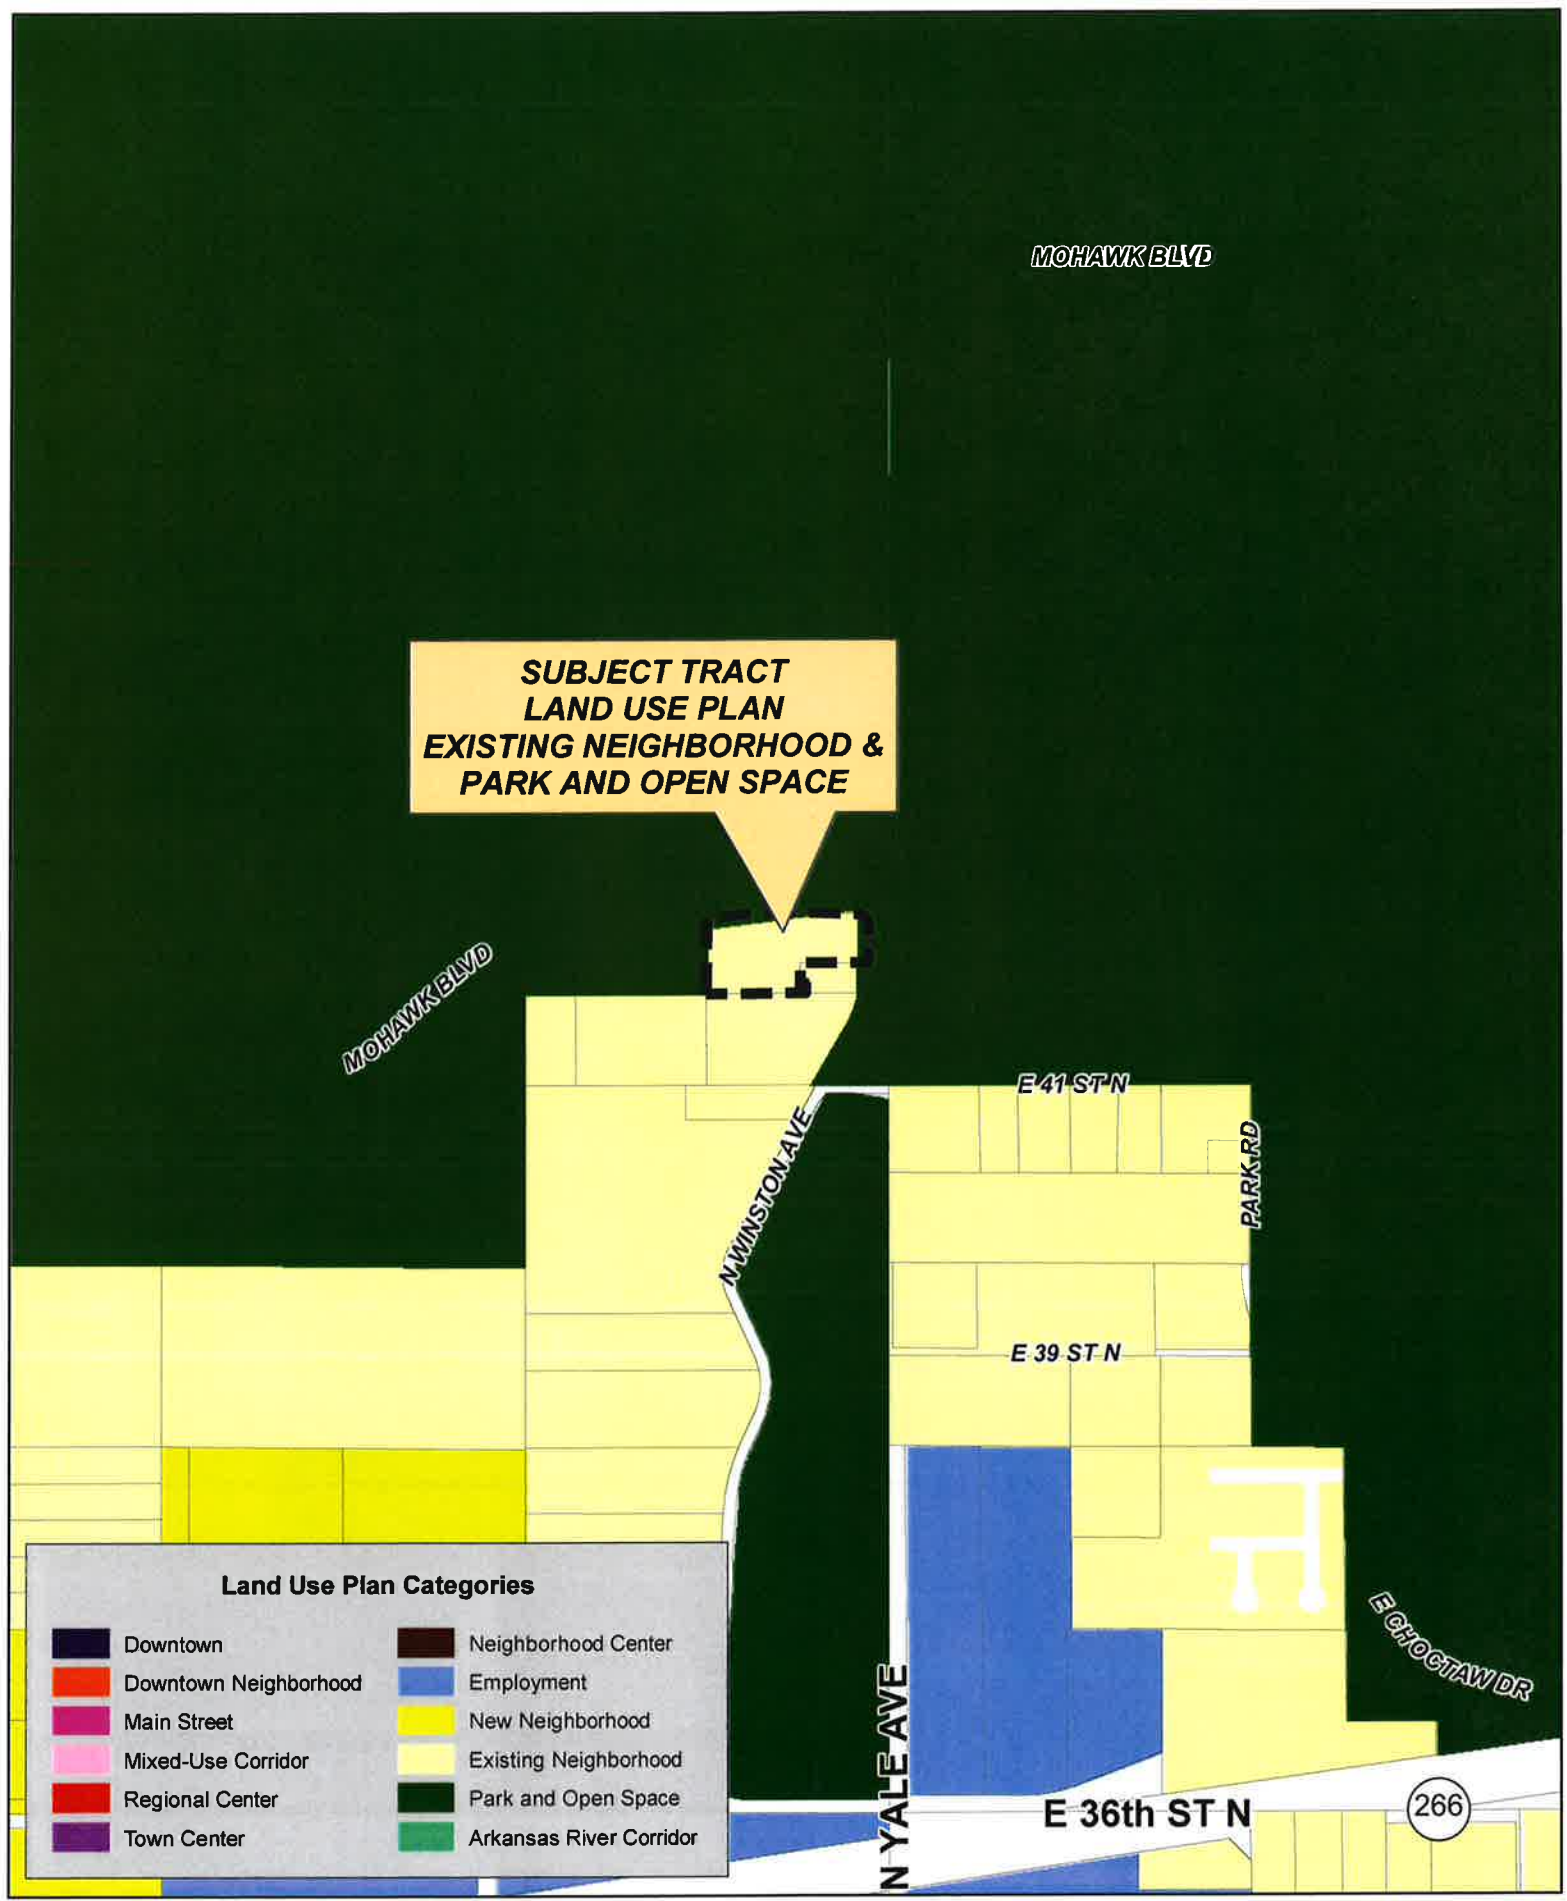 MOHAWK BLVD
SUBJECT TRACT
LAND USE PLAN
EXISTING NEIGHBORHOOD &
PARK AND OPEN SPACE
MOHAWK BLVD
E 41 ST N
PARK RD
N WINSTON AVE
E 39 ST N
E CHOCTAW DR
N YALE AVE
E 36th ST N
266
Land Use Plan Categories
Downtown
Downtown Neighborhood
Main Street
Mixed-Use Corridor
Regional Center
Town Center
Neighborhood Center
Employment
New Neighborhood
Existing Neighborhood
Park and Open Space
Arkansas River Corridor